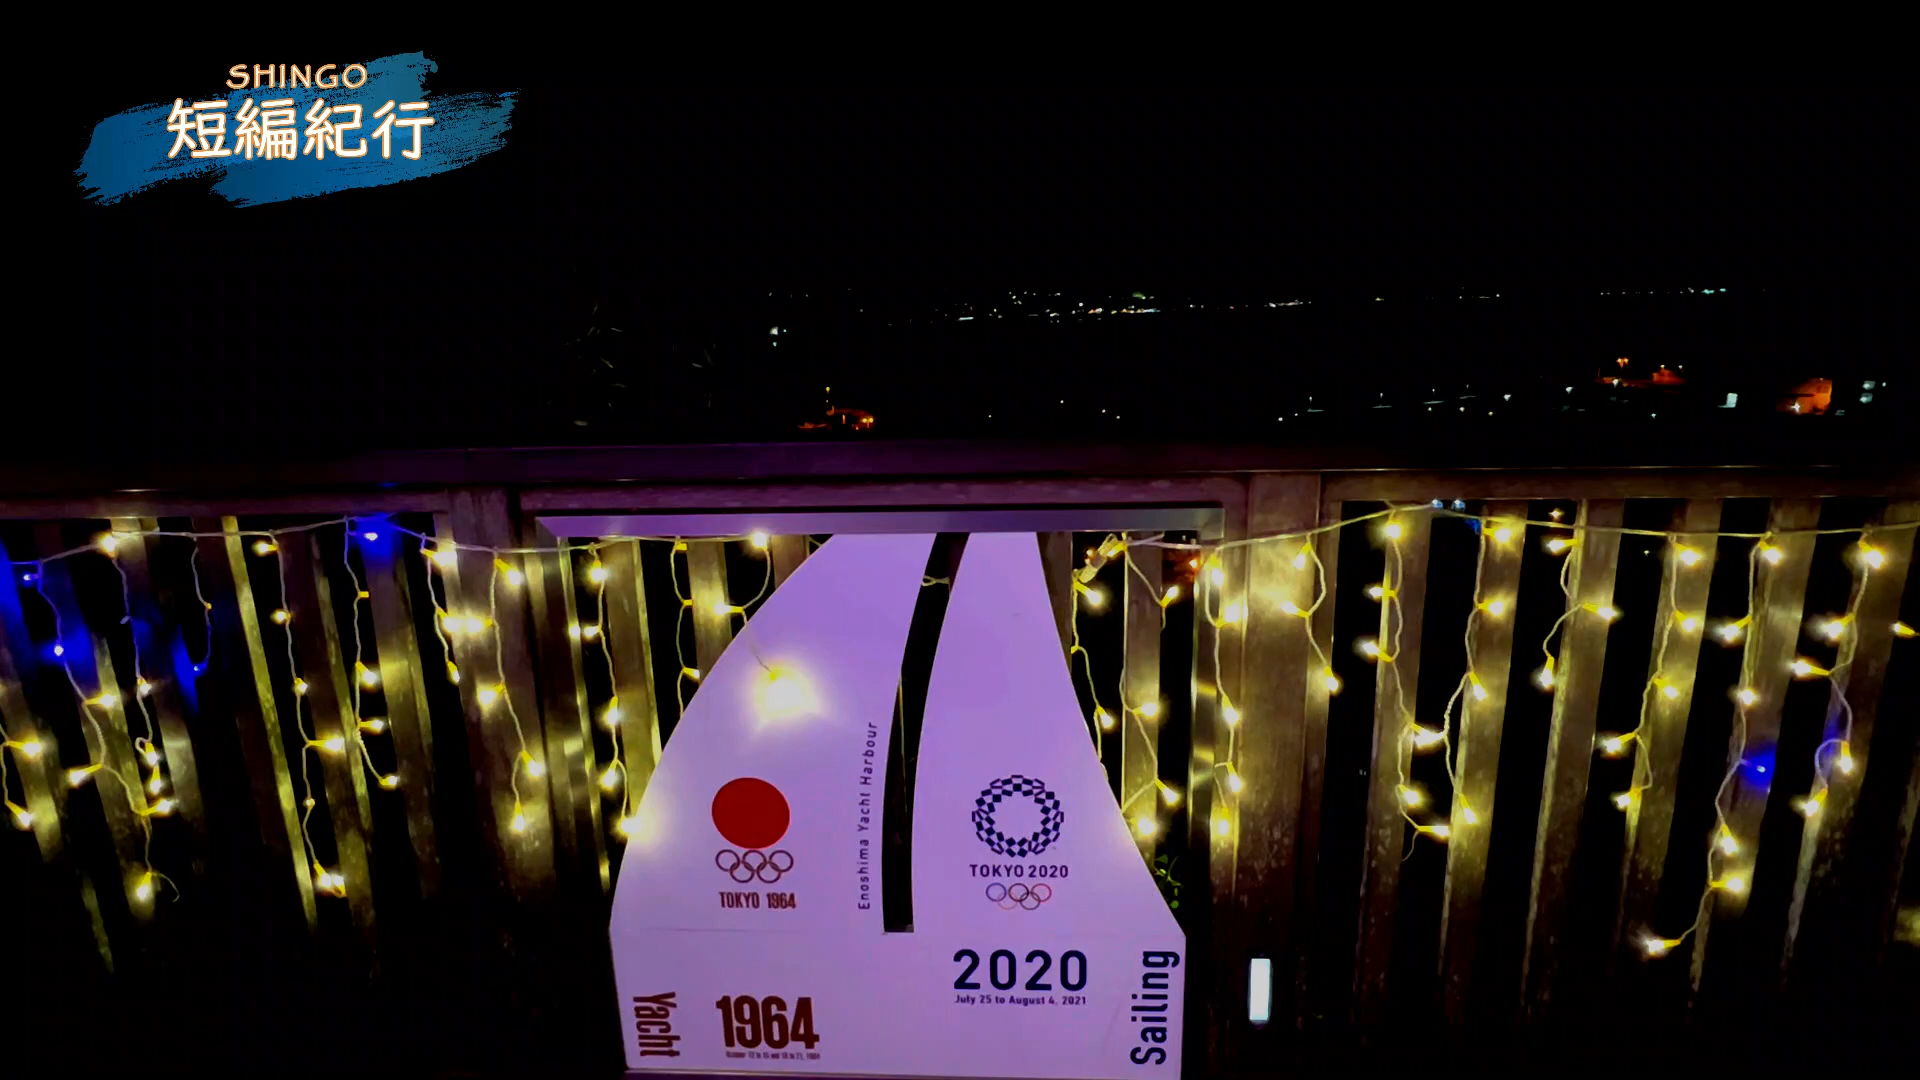 SHINGO
短編紀行
Enoshima Yacht Harbour
TOKYO 1964
TOKYO 2020
2020
July 25 to August 4, 2021
1964
Yacht
Sailing